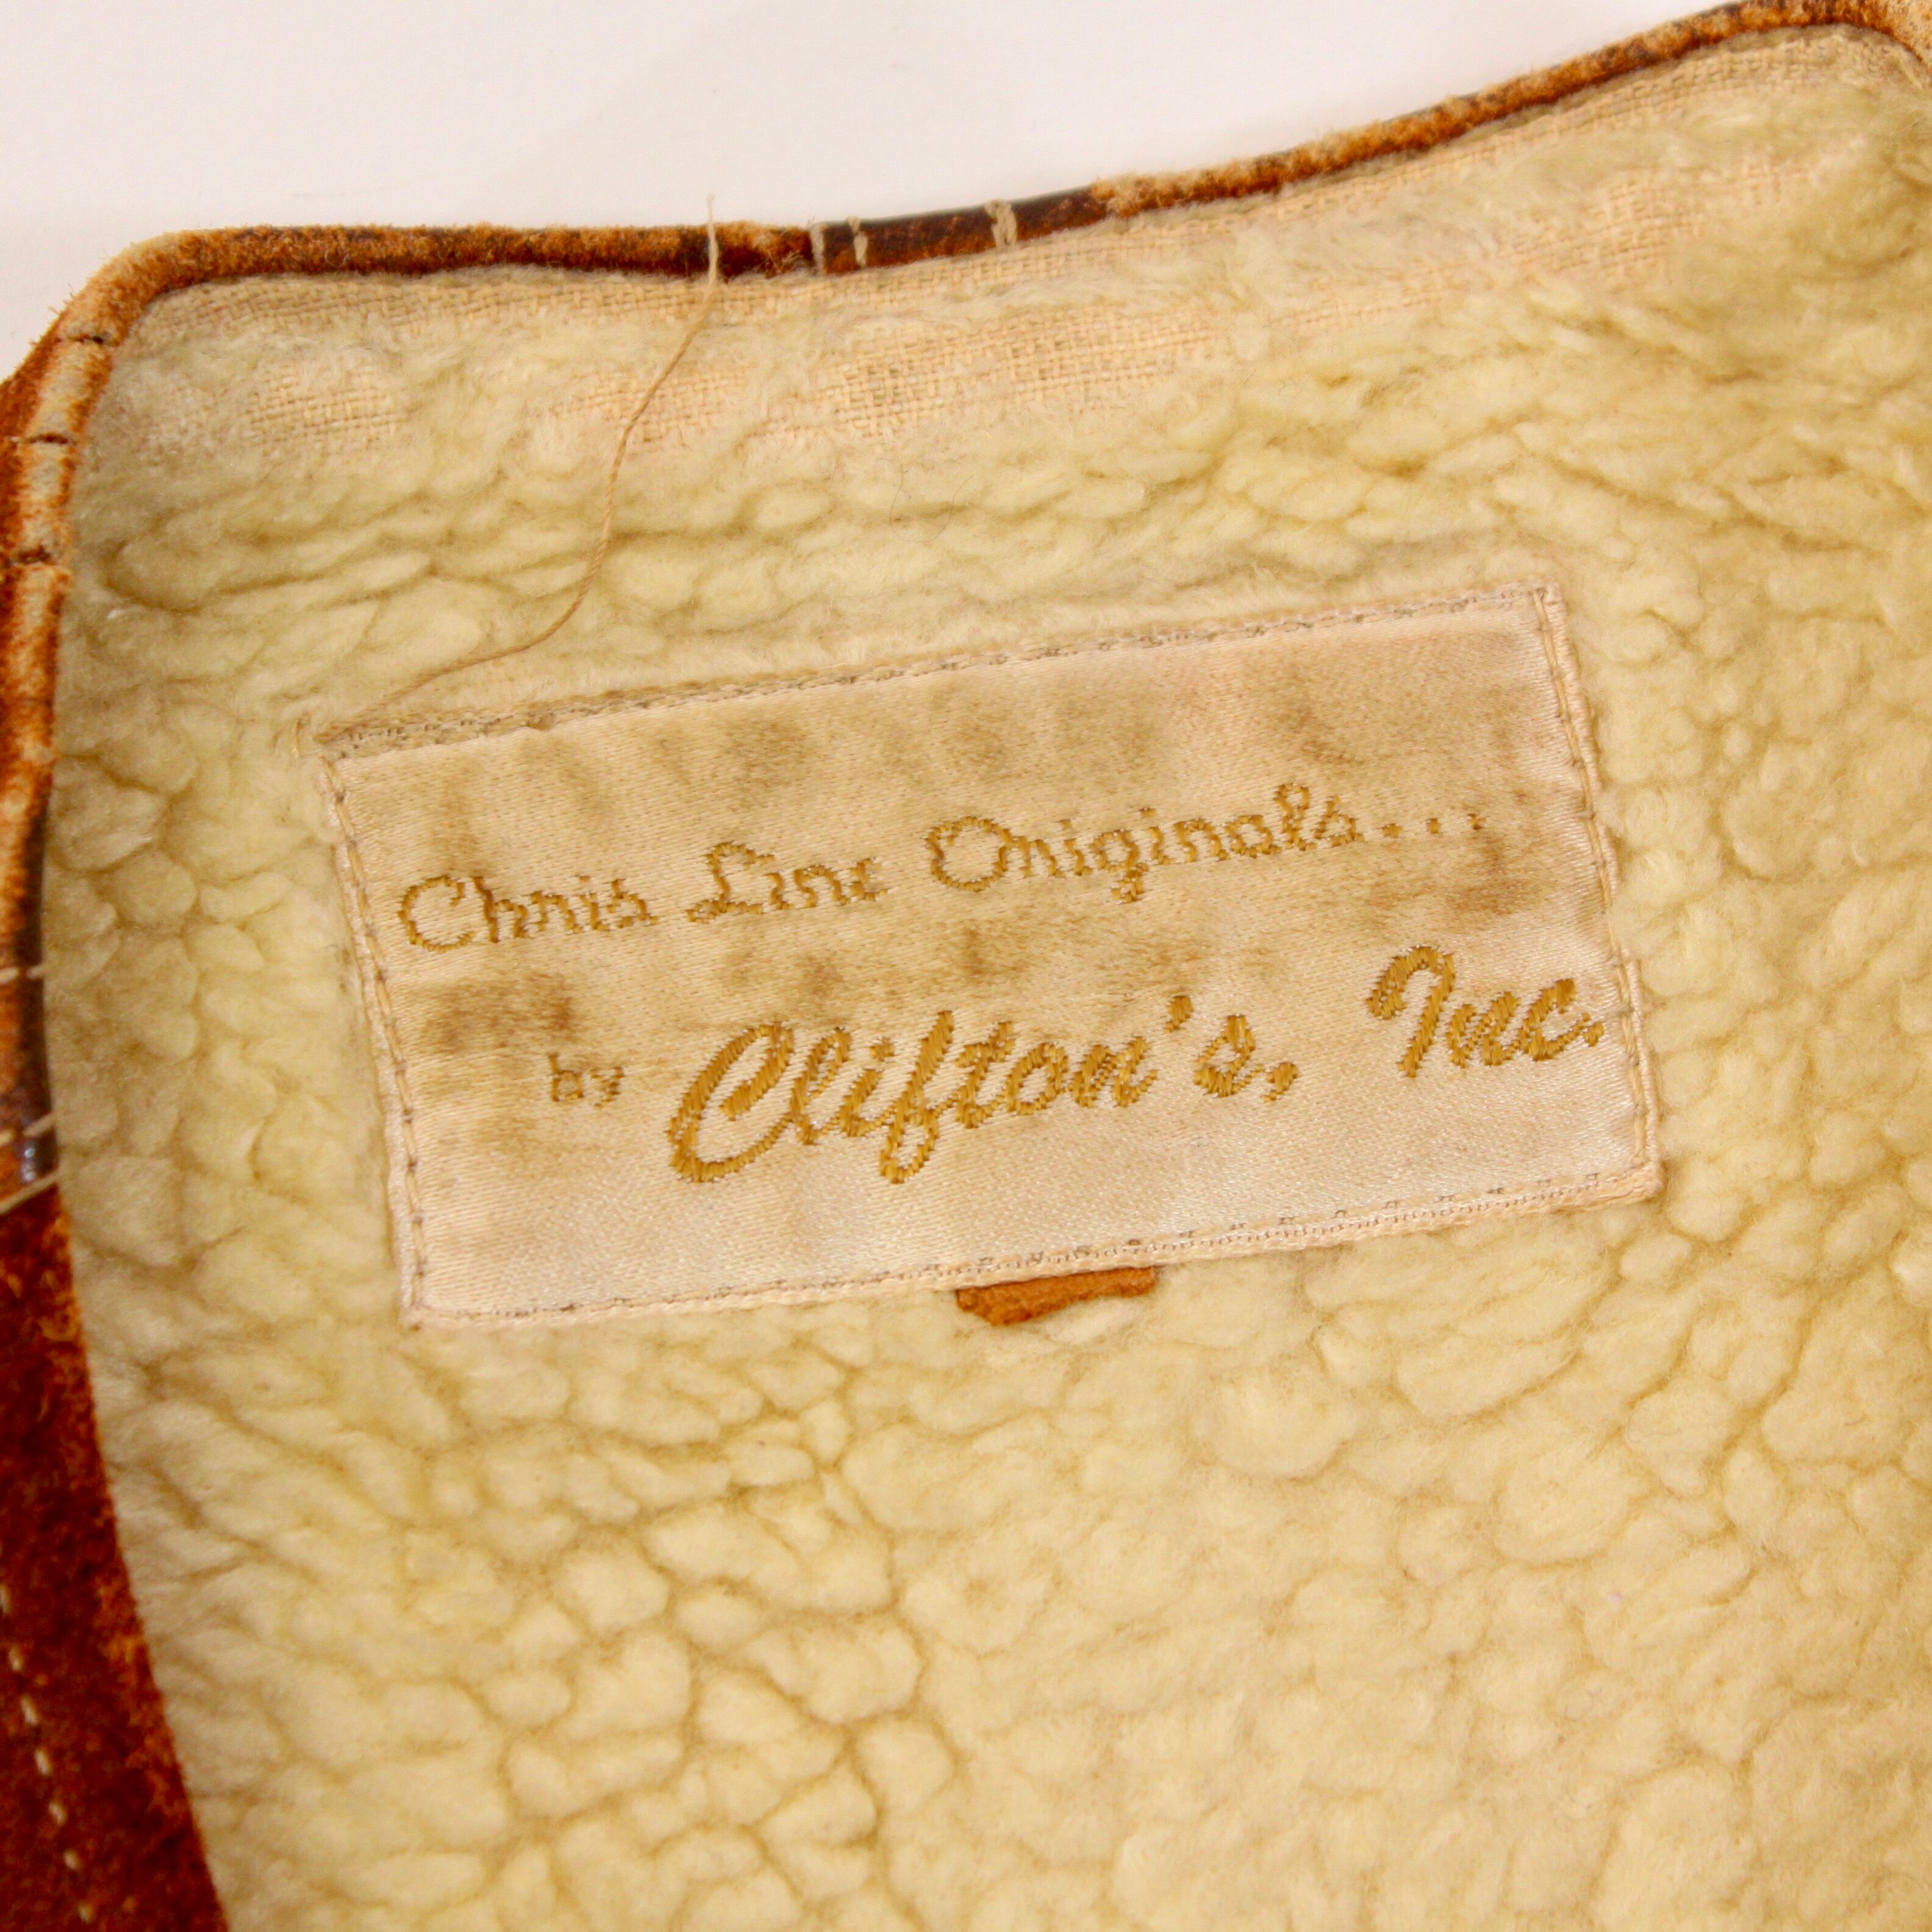 Chris Line Originals...
by Clifton's, Inc.